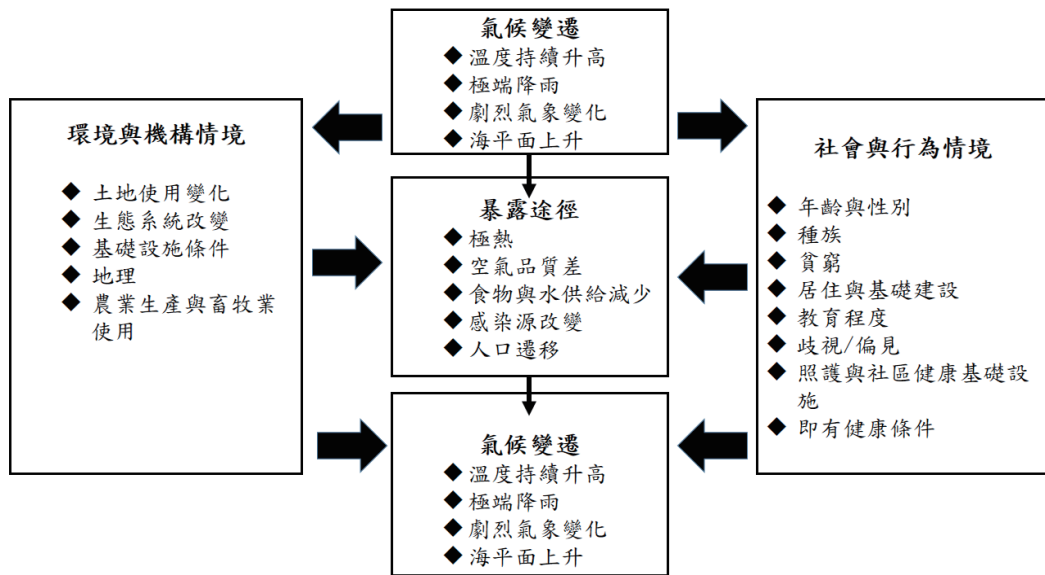 氣候變遷
◆ 溫度持續升高
◆ 極端降雨
◆ 劇烈氣象變化
◆ 海平面上升
環境與機構情境
◆ 土地使用變化
◆ 生態系統改變
◆ 基礎設施條件
◆ 地理
◆ 農業生產與畜牧業
使用
暴露途徑
◆ 極熱
◆ 空氣品質差
◆ 食物與水供給減少
◆ 感染源改變
◆ 人口遷移
社會與行為情境
◆ 年齡與性別
◆ 種族
◆ 貧窮
◆ 居住與基礎建設
◆ 教育程度
◆ 歧視/偏見
◆ 照護與社區健康基礎設
施
◆ 即有健康條件
氣候變遷
◆ 溫度持續升高
◆ 極端降雨
◆ 劇烈氣象變化
◆ 海平面上升